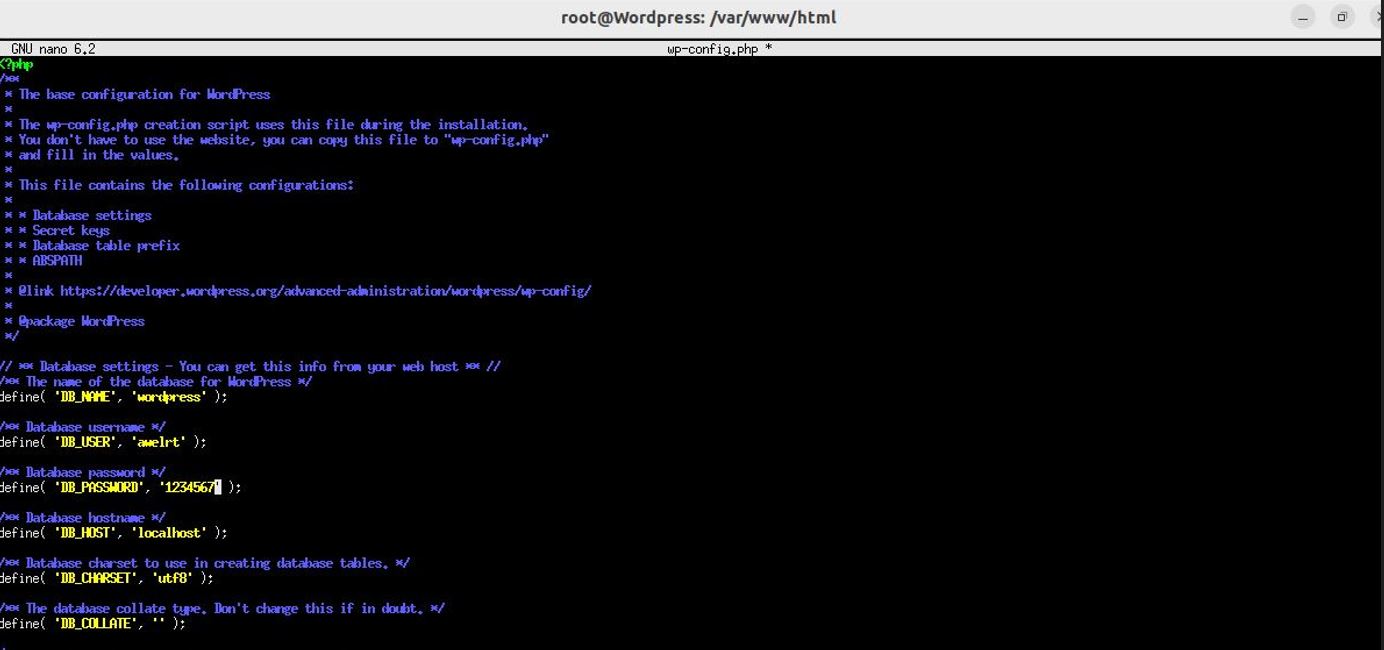 root@Wordpress: /var/www/html
GNU nano 6.2 wp-config.php *
<?php
/**
* The base configuration for WordPress
*
* The wp-config.php creation script uses this file during the installation.
* You don't have to use the website, you can copy this file to "wp-config.php"
* and fill in the values.
*
* This file contains the following configurations:
*
* * Database settings
* * Secret keys
* * Database table prefix
* * ABSPATH
*
* @link https://developer.wordpress.org/advanced-administration/wordpress/wp-config/
*
* @package WordPress
*/
// ** Database settings - You can get this info from your web host ** //
/** The name of the database for WordPress */
define( 'DB_NAME', 'wordpress' );
/** Database username */
define( 'DB_USER', 'awelrt' );
/** Database password */
define( 'DB_PASSWORD', '1234567' );
/** Database hostname */
define( 'DB_HOST', 'localhost' );
/** Database charset to use in creating database tables. */
define( 'DB_CHARSET', 'utf8' );
/** The database collate type. Don't change this if in doubt. */
define( 'DB_COLLATE', '' );